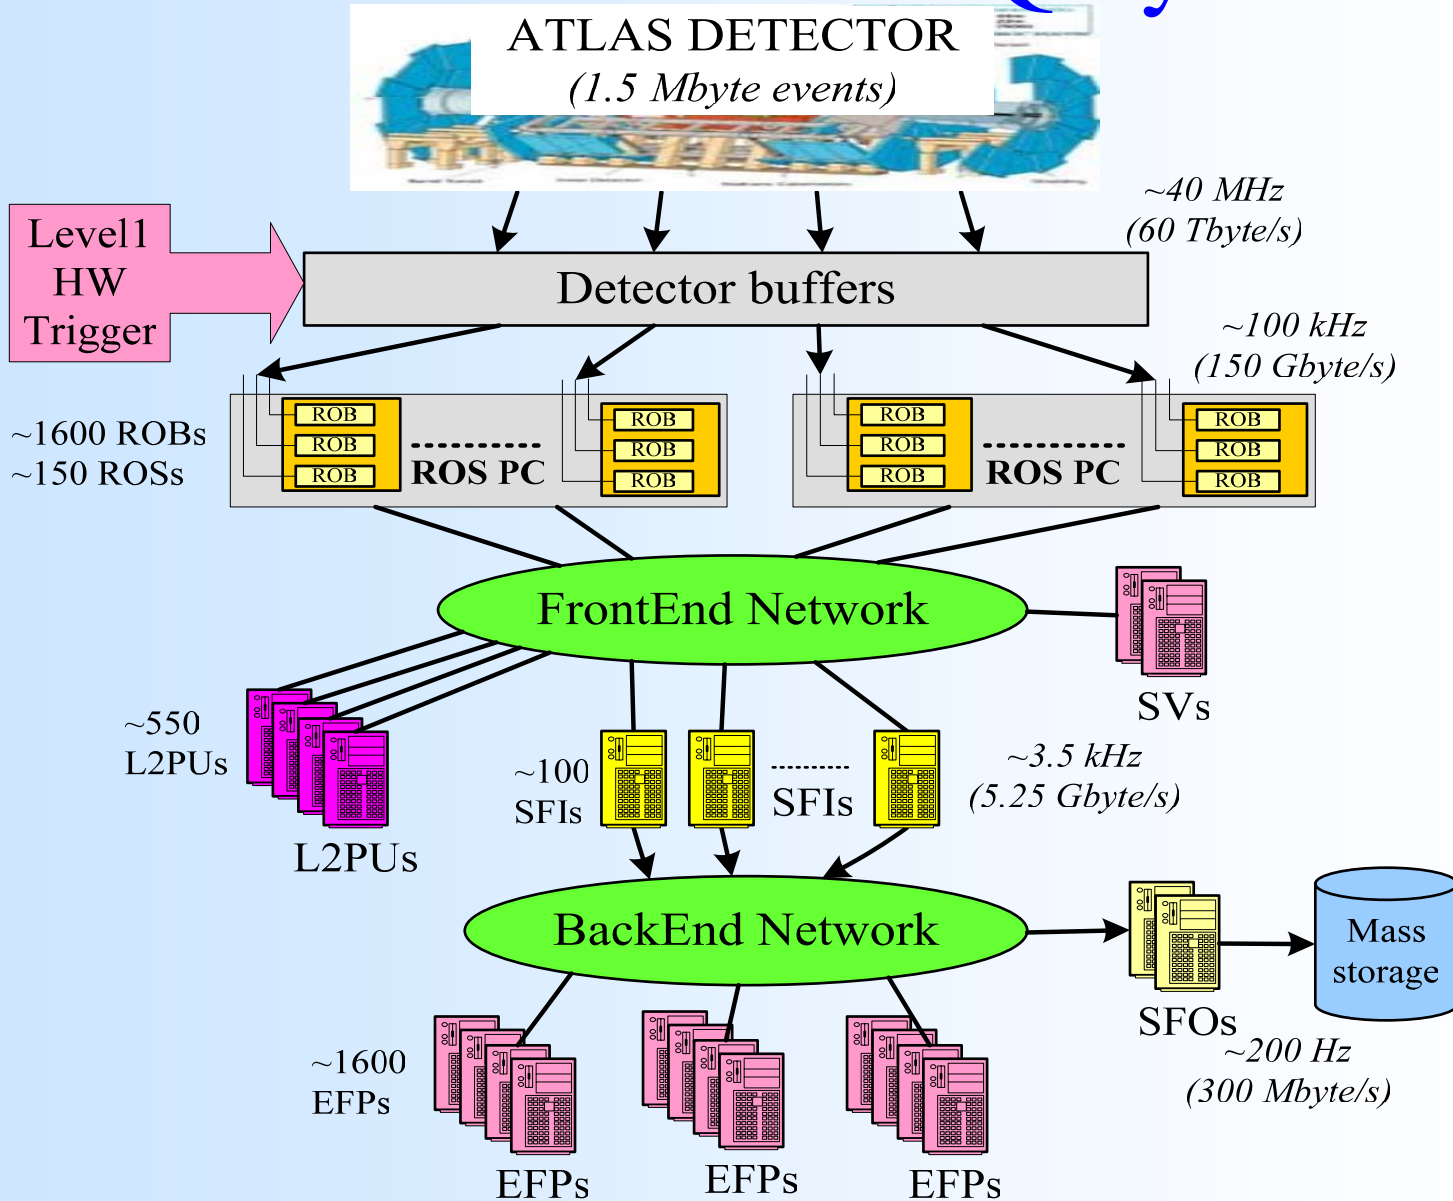 ATLAS DETECTOR
(1.5 Mbyte events)
~40 MHz
(60 Tbyte/s)
Level1
HW
Trigger
Detector buffers
~100 kHz
(150 Gbyte/s)
~1600 ROBs
~150 ROSs
ROB
ROB
ROB
ROS PC
ROB
ROB
ROB
ROB
ROB
ROB
ROS PC
ROB
ROB
ROB
FrontEnd Network
SVs
~550
L2PUs
L2PUs
~100
SFIs
SFIs
~3.5 kHz
(5.25 Gbyte/s)
BackEnd Network
SFOs
Mass
storage
~200 Hz
(300 Mbyte/s)
~1600
EFPs
EFPs
EFPs
EFPs